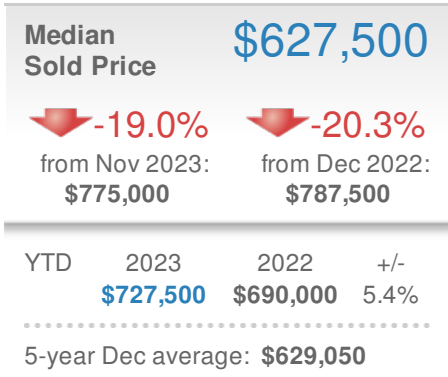 Median
Sold Price
$627,500
-19.0% -20.3%
from Nov 2023: from Dec 2022:
$775,000 $787,500
YTD 2023 2022 +/-
$727,500 $690,000 5.4%
5-year Dec average: $629,050